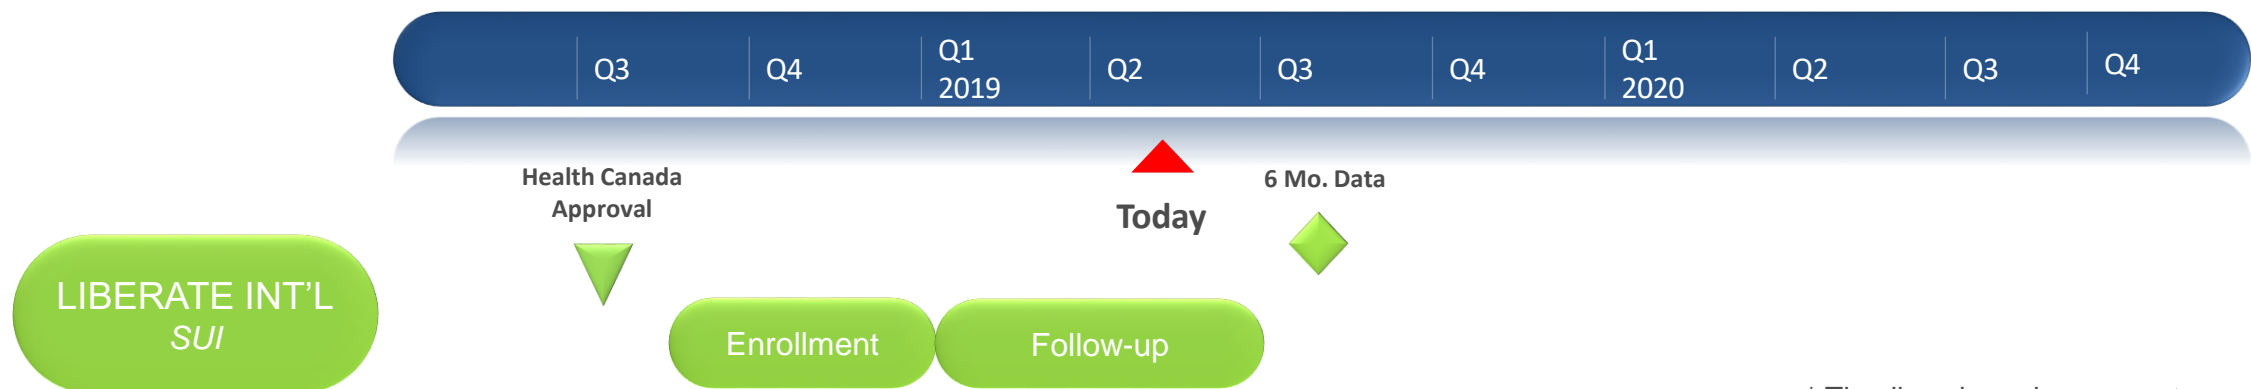 Q3
Q4
Q1
2019
Q2
Q3
Q4
Q1
2020
Q2
Q3
Q4
Health Canada
Approval
Today
6 Mo. Data
LIBERATE INT’L
SUI
Enrollment
Follow-up